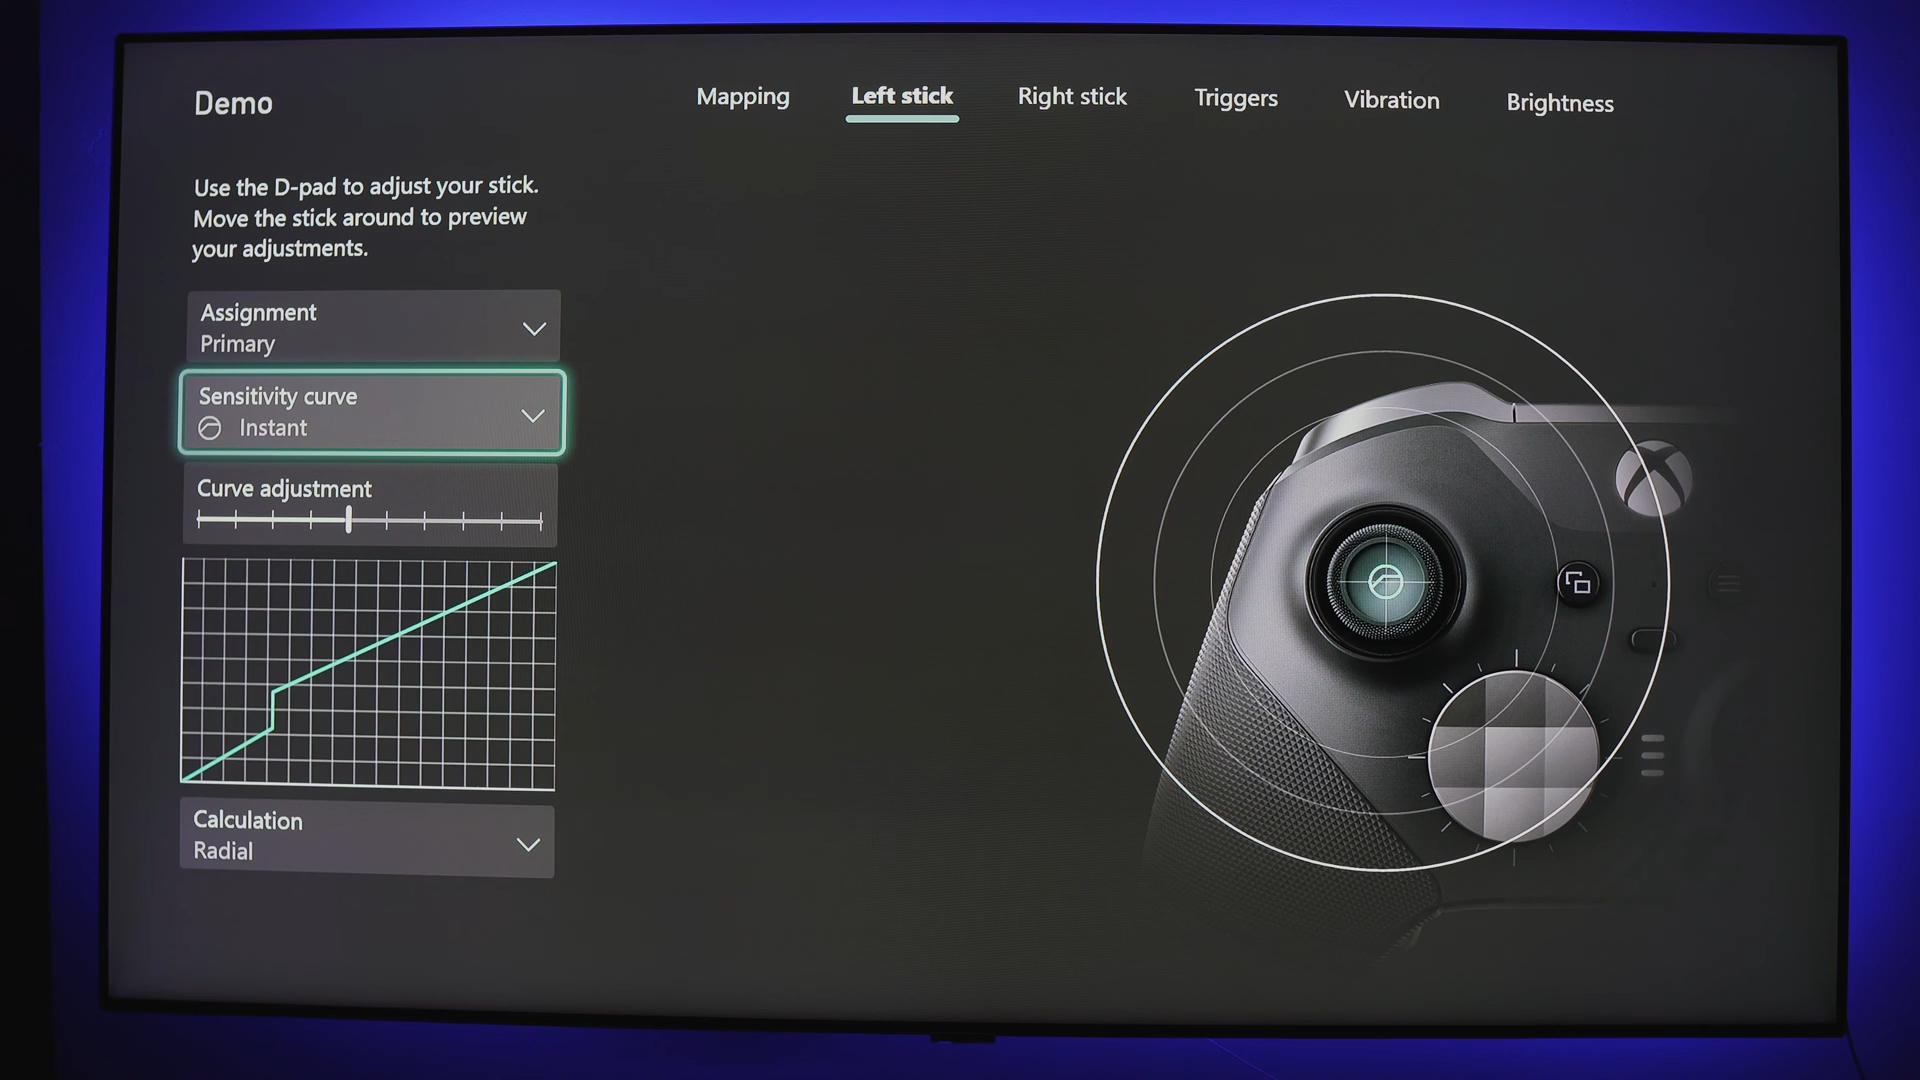 Demo
Mapping
Left stick
Right stick
Triggers
Vibration
Brightness
Use the D-pad to adjust your stick.
Move the stick around to preview
your adjustments.
Assignment
Primary
Sensitivity curve
Instant
Curve adjustment
Calculation
Radial